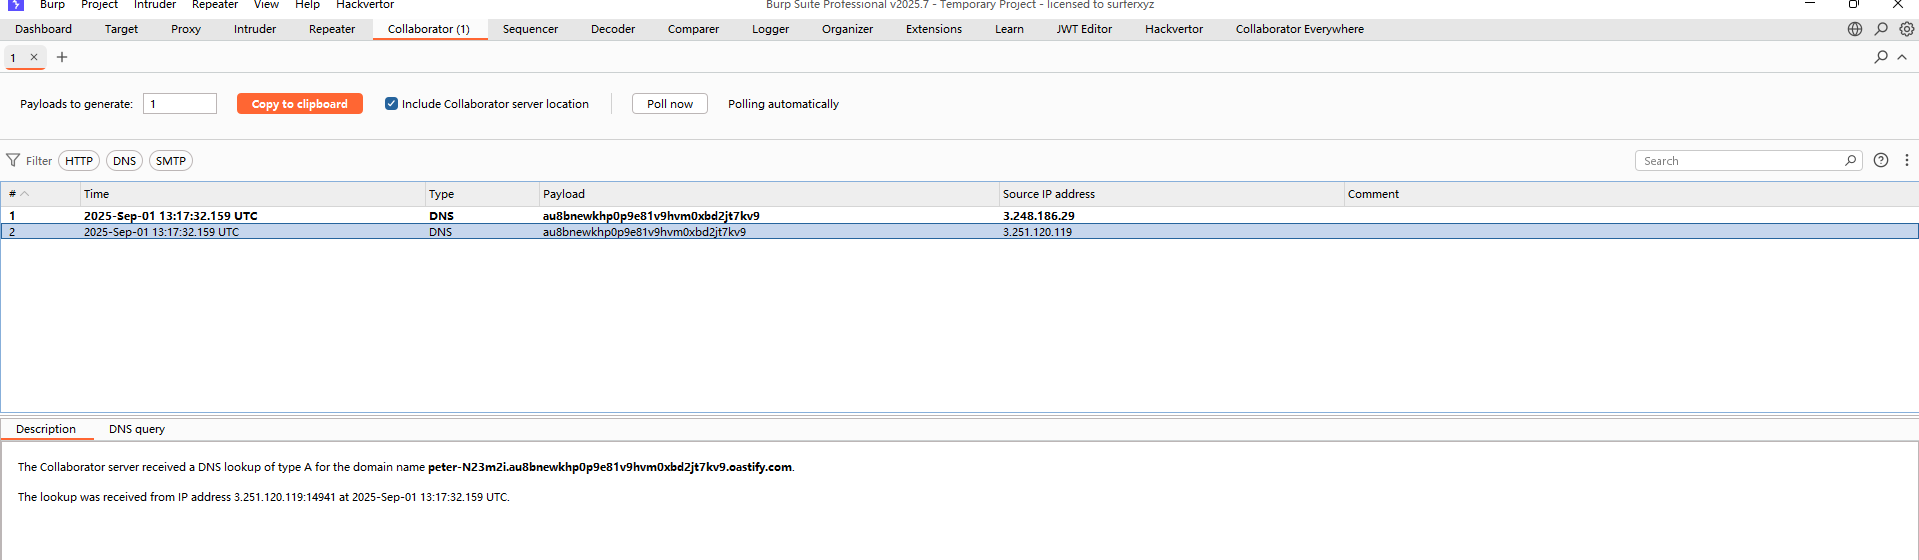 Burp Project Intruder Repeater View Help Hackvertor Burp Suite Professional v2025.7 - Temporary Project - licensed to surferxyz
Dashboard Target Proxy Intruder Repeater Collaborator (1) Sequencer Decoder Comparer Logger Organizer Extensions Learn JWT Editor Hackvertor Collaborator Everywhere
1 × +
Payloads to generate: 1 Copy to clipboard Include Collaborator server location Poll now Polling automatically
Filter HTTP DNS SMTP Search
# Time Type Payload Source IP address Comment
1 2025-Sep-01 13:17:32.159 UTC DNS au8bnewkhp0p9e81v9hvm0xbd2jt7kv9 3.248.186.29
2 2025-Sep-01 13:17:32.159 UTC DNS au8bnewkhp0p9e81v9hvm0xbd2jt7kv9 3.251.120.119
Description DNS query
The Collaborator server received a DNS lookup of type A for the domain name peter-N23m2i.au8bnewkhp0p9e81v9hvm0xbd2jt7kv9.oastify.com.
The lookup was received from IP address 3.251.120.119:14941 at 2025-Sep-01 13:17:32.159 UTC.